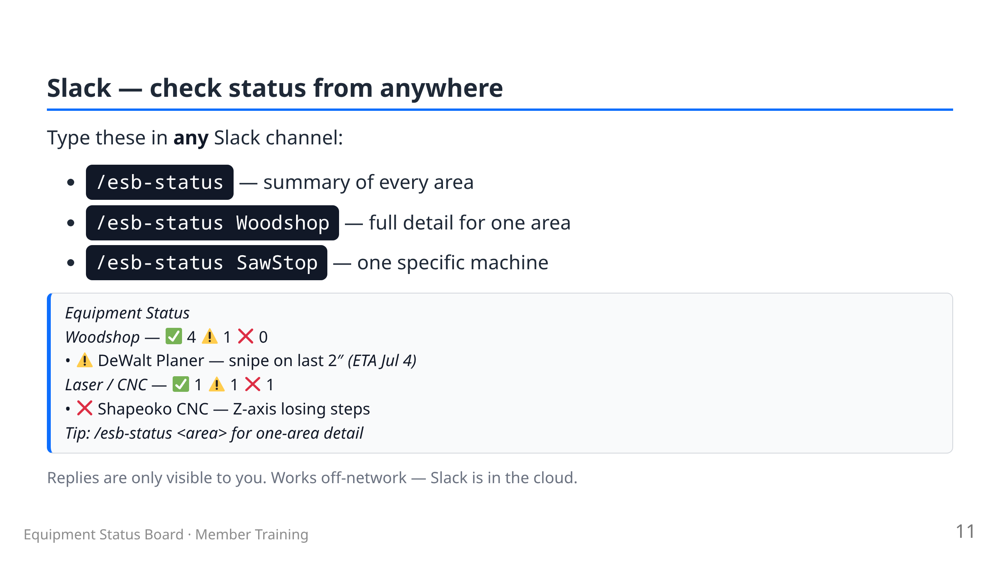 Slack — check status from anywhere
Type these in any Slack channel:
• /esb-status — summary of every area
• /esb-status Woodshop — full detail for one area
• /esb-status SawStop — one specific machine
Equipment Status
Woodshop — ✅ 4 ⚠️ 1 ❌ 0
• ⚠️ DeWalt Planer — snipe on last 2″ (ETA Jul 4)
Laser / CNC — ✅ 1 ⚠️ 1 ❌ 1
• ❌ Shapeoko CNC — Z-axis losing steps
Tip: /esb-status <area> for one-area detail
Replies are only visible to you. Works off-network — Slack is in the cloud.
Equipment Status Board · Member Training
11